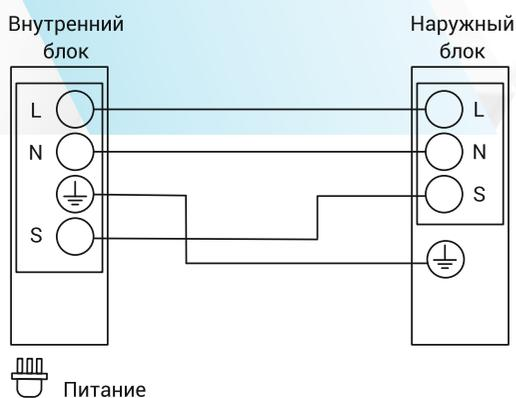 Внутренний
блок
Наружный
блок
L
L
N
N
S
S
Питание